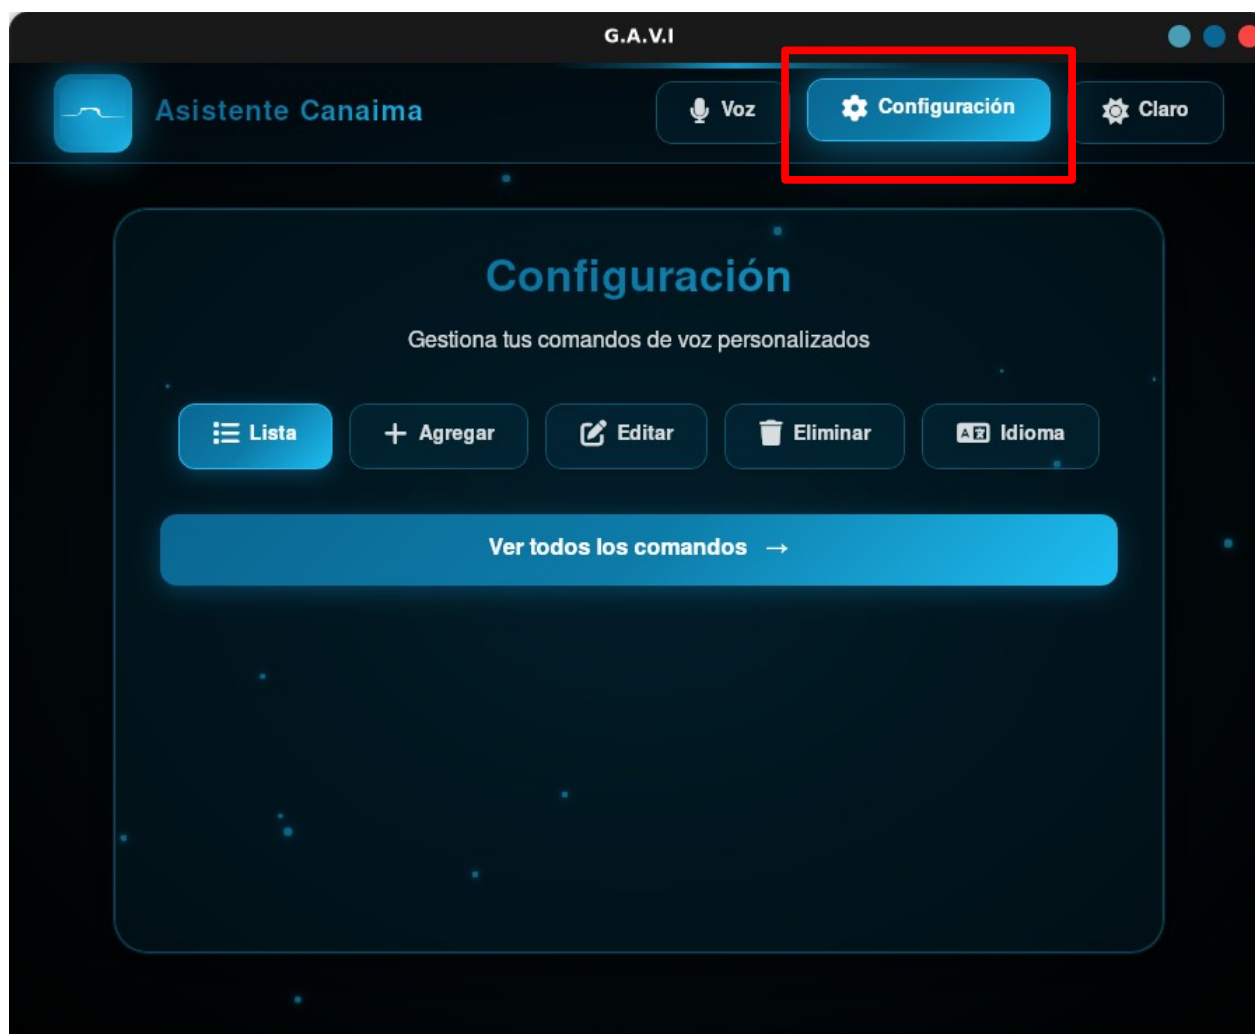 G.A.V.I
Asistente Canaima
Voz
Configuración
Claro
Configuración
Gestiona tus comandos de voz personalizados
Lista
Agregar
Editar
Eliminar
Idioma
Ver todos los comandos →